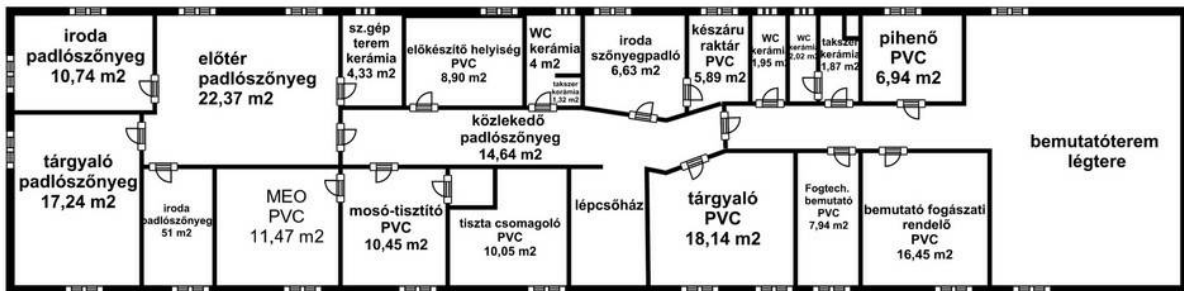 iroda
padlószőnyeg
10,74 m2
előtér
padlószőnyeg
22,37 m2
sz.gép
terem
kerámia
4,33 m2
előkészítő helyiség
PVC
8,90 m2
WC
kerámia
4 m2
takszer
kerámia
1,32 m2
iroda
szőnyegpadló
6,63 m2
készáru
raktár
PVC
5,89 m2
WC
kerámia
1,95 m2
WC
kerámia
2,02 m2
takszer
kerámia
1,87 m2
pihenő
PVC
6,94 m2
közlekedő
padlószőnyeg
14,64 m2
bemutatóterem
légtere
tárgyaló
padlószőnyeg
17,24 m2
iroda
padlószőnyeg
51 m2
MEO
PVC
11,47 m2
mosó-tisztító
PVC
10,45 m2
tiszta csomagoló
PVC
10,05 m2
lépcsőház
tárgyaló
PVC
18,14 m2
Fogtech.
bemutató
PVC
7,94 m2
bemutató fogászati
rendelő
PVC
16,45 m2